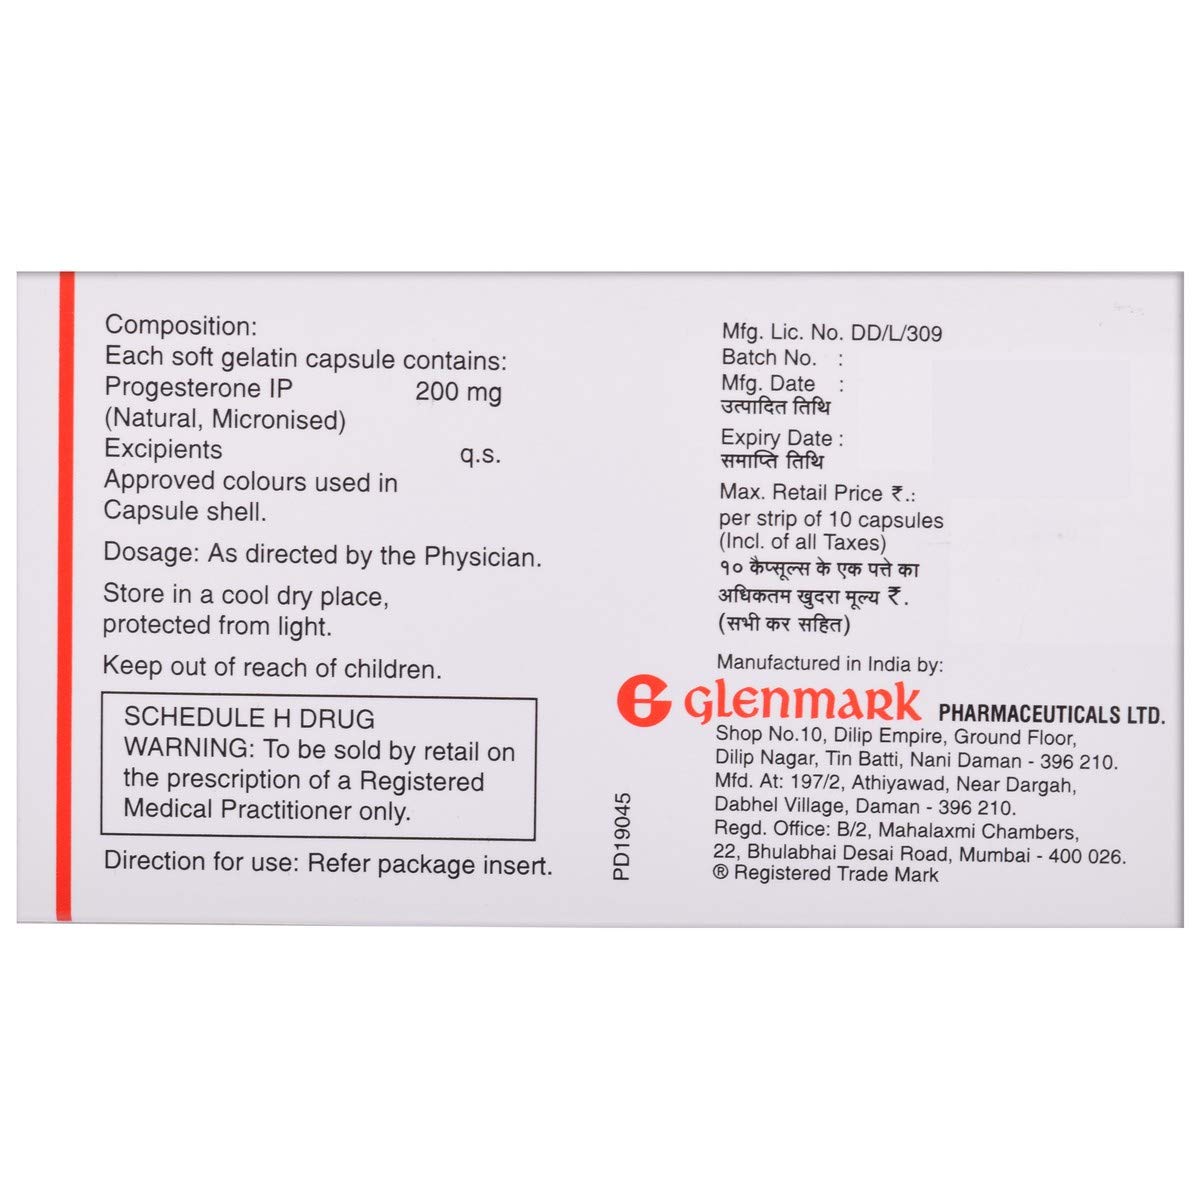 Composition:
Each soft gelatin capsule contains:
Progesterone IP 200 mg
(Natural, Micronised)
Excipients q.s.
Approved colours used in
Capsule shell.
Dosage: As directed by the Physician.
Store in a cool dry place,
protected from light.
Keep out of reach of children.
SCHEDULE H DRUG
WARNING: To be sold by retail on
the prescription of a Registered
Medical Practitioner only.
Direction for use: Refer package insert.
PD19045
Mfg. Lic. No. DD/L/309
Batch No. :
Mfg. Date :
उत्पादित तिथि
Expiry Date :
समाप्ति तिथि
Max. Retail Price ₹.:
per strip of 10 capsules
(Incl. of all Taxes)
१० कैप्सूल्स के एक पत्ते का
अधिकतम खुदरा मूल्य ₹.
(सभी कर सहित)
Manufactured in India by:
G glenmark PHARMACEUTICALS LTD.
Shop No.10, Dilip Empire, Ground Floor,
Dilip Nagar, Tin Batti, Nani Daman - 396 210.
Mfd. At: 197/2, Athiyawad, Near Dargah,
Dabhel Village, Daman - 396 210.
Regd. Office: B/2, Mahalaxmi Chambers,
22, Bhulabhai Desai Road, Mumbai - 400 026.
® Registered Trade Mark